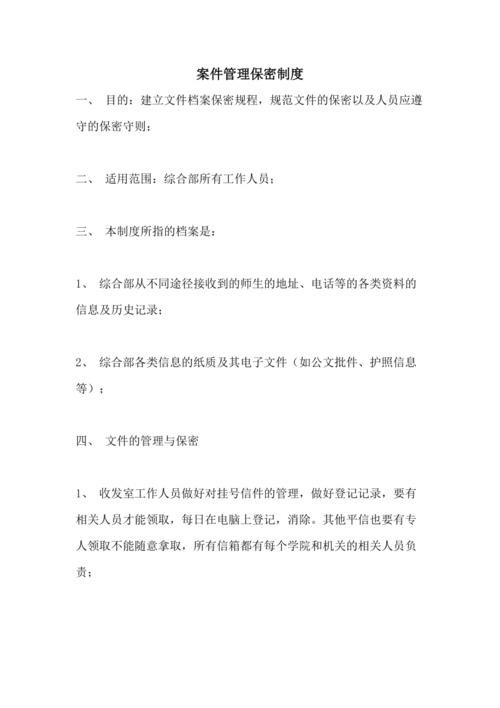 案件管理保密制度
一、 目的：建立文件档案保密规程，规范文件的保密以及人员应遵
守的保密守则；
二、 适用范围：综合部所有工作人员；
三、 本制度所指的档案是：
1、 综合部从不同途径接收到的师生的地址、电话等的各类资料的
信息及历史记录；
2、 综合部各类信息的纸质及其电子文件（如公文批件、护照信息
等）；
四、 文件的管理与保密
1、 收发室工作人员做好对挂号信件的管理，做好登记记录，要有
相关人员才能领取，每日在电脑上登记，消除。其他平信也要有专
人领取不能随意拿取，所有信箱都有每个学院和机关的相关人员负
责；